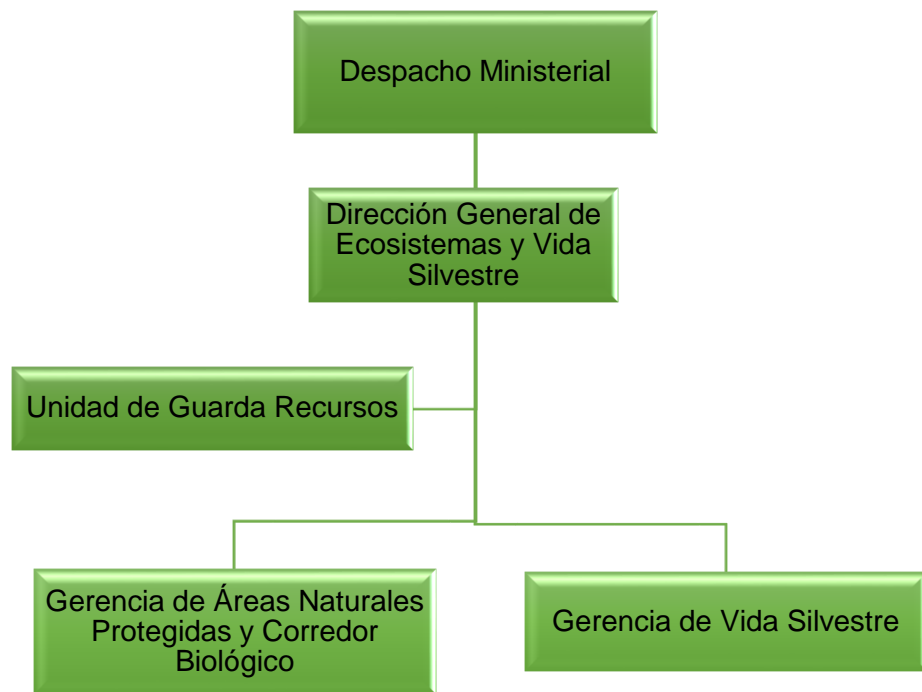 Despacho Ministerial
Dirección General de
Ecosistemas y Vida
Silvestre
Unidad de Guarda Recursos
Gerencia de Áreas Naturales
Protegidas y Corredor
Biológico
Gerencia de Vida Silvestre